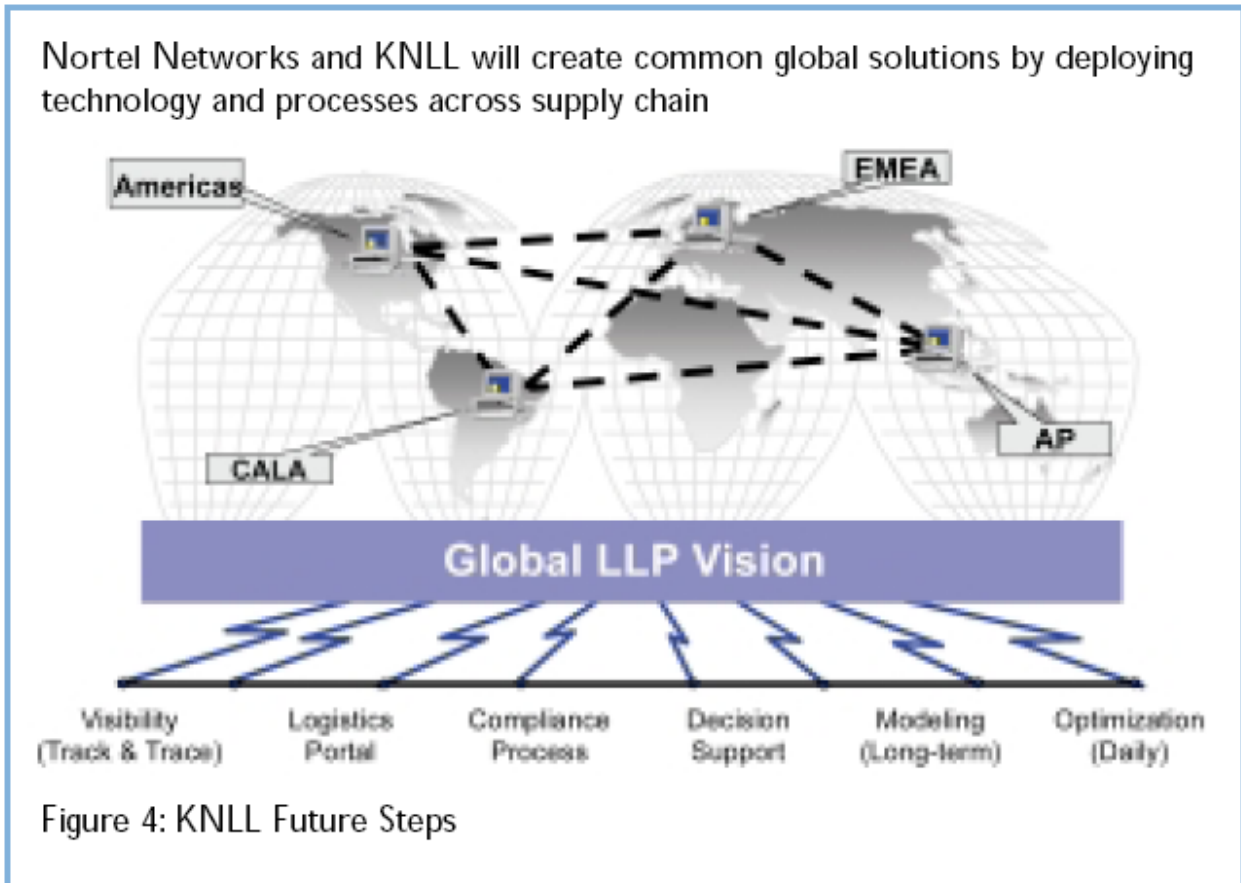 Nortel Networks and KNLL will create common global solutions by deploying
technology and processes across supply chain
Americas
EMEA
CALA
AP
Global LLP Vision
Visibility
(Track & Trace)
Logistics
Portal
Compliance
Process
Decision
Support
Modeling
(Long-term)
Optimization
(Daily)
Figure 4: KNLL Future Steps